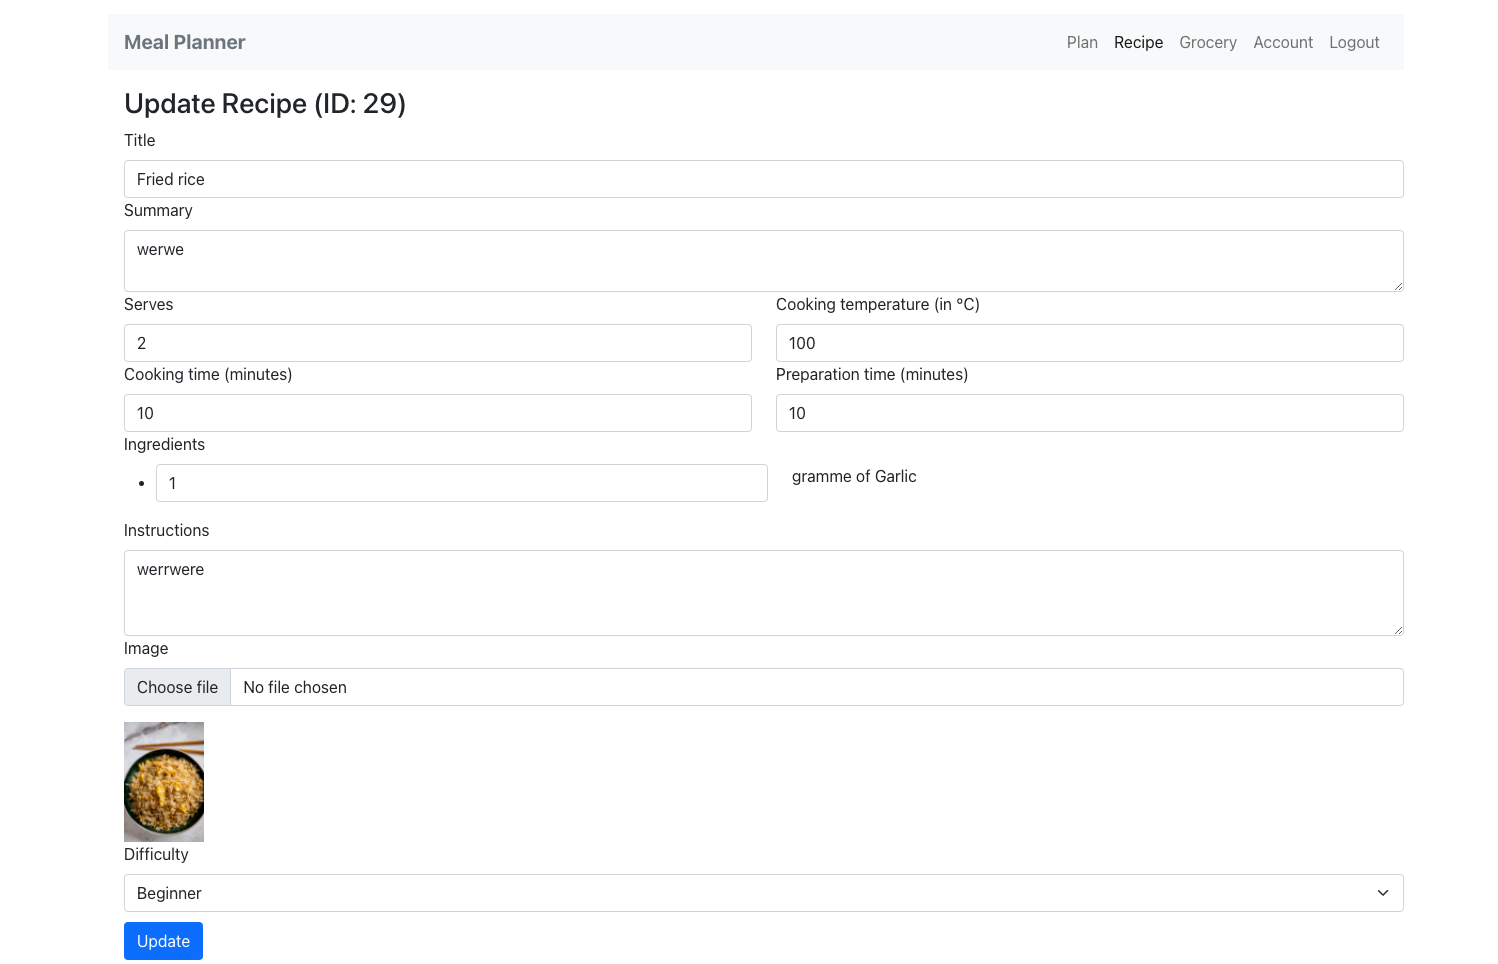 Meal Planner
Plan Recipe Grocery Account Logout
Update Recipe (ID: 29)
Title
Fried rice
Summary
werwe
Serves Cooking temperature (in °C)
2 100
Cooking time (minutes) Preparation time (minutes)
10 10
Ingredients
• 1 gramme of Garlic
Instructions
werrwere
Image
Choose file No file chosen
Difficulty
Beginner
Update